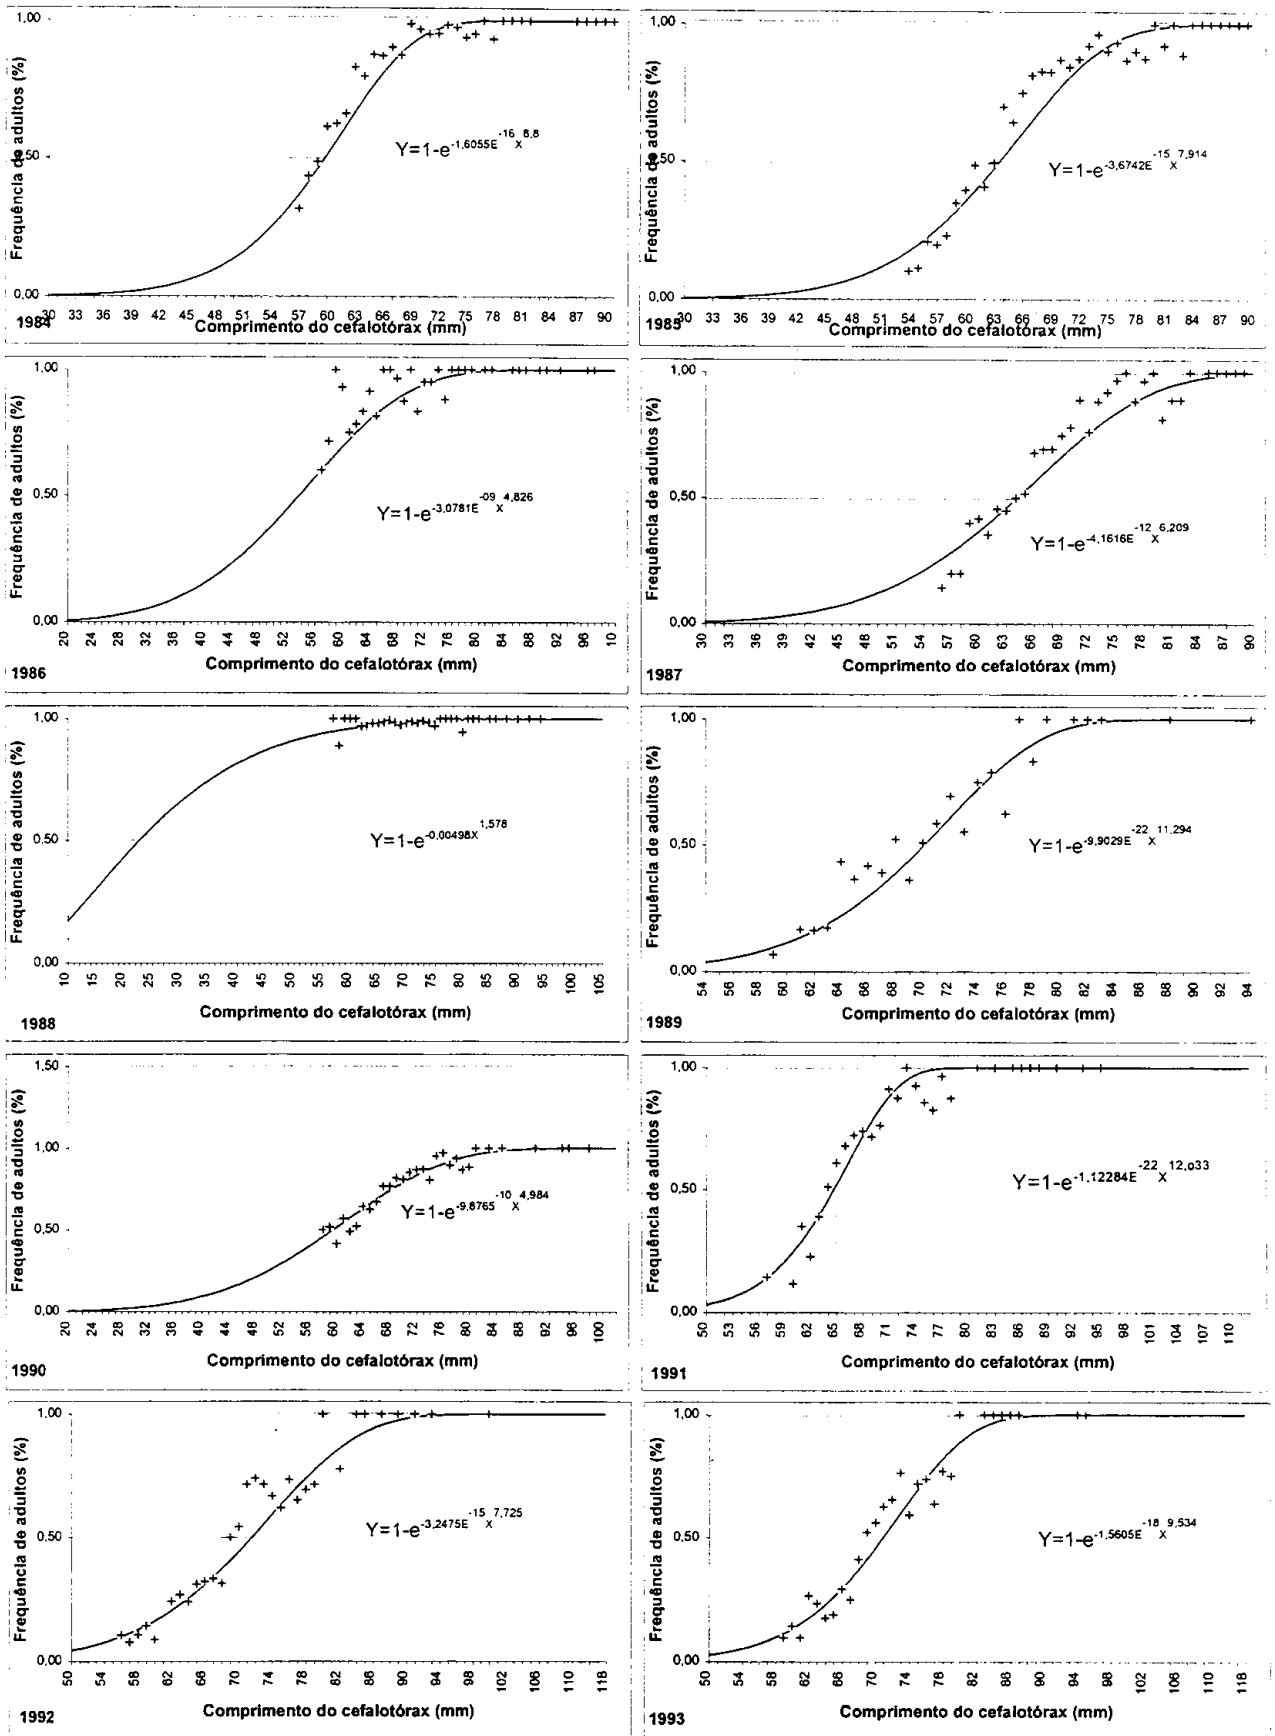 1,00
0,50
0,00
Frequência de adultos (%)
Y=1-e^-1,6055E^-16 X^8,8
30 33 36 39 42 45 48 51 54 57 60 63 66 69 72 75 78 81 84 87 90
1984 Comprimento do cefalotórax (mm)
1,00
0,50
0,00
Frequência de adultos (%)
Y=1-e^-3,6742E^-15 X^7,914
30 33 36 39 42 45 48 51 54 57 60 63 66 69 72 75 78 81 84 87 90
1985 Comprimento do cefalotórax (mm)
1,00
0,50
0,00
Frequência de adultos (%)
Y=1-e^-3,0781E^-09 X^4,826
20 24 28 32 36 40 44 48 52 56 60 64 68 72 76 80 84 88 92 96 10
Comprimento do cefalotórax (mm)
1986
1,00
0,50
0,00
Frequência de adultos (%)
Y=1-e^-4,1616E^-12 X^6,209
30 33 36 39 42 45 48 51 54 57 60 63 66 69 72 75 78 81 84 87 90
Comprimento do cefalotórax (mm)
1987
1,00
0,50
0,00
Frequência de adultos (%)
Y=1-e^-0,00498X^1,578
10 15 20 25 30 35 40 45 50 55 60 65 70 75 80 85 90 95 100 105
Comprimento do cefalotórax (mm)
1988
1,00
0,50
0,00
Frequência de adultos (%)
Y=1-e^-9,9029E^-22 X^11,294
54 56 58 60 62 64 66 68 70 72 74 76 78 80 82 84 86 88 90 92 94
Comprimento do cefalotórax (mm)
1989
1,50
1,00
0,50
0,00
Frequência de adultos (%)
Y=1-e^-9,8765E^-10 X^4,984
20 24 28 32 36 40 44 48 52 56 60 64 68 72 76 80 84 88 92 96 100
Comprimento do cefalotórax (mm)
1990
1,00
0,50
0,00
Frequência de adultos (%)
Y=1-e^-1,12284E^-22 X^12,033
50 53 59 62 65 68 71 74 77 80 83 86 89 92 95 98 101 104 107 110
Comprimento do cefalotórax (mm)
1991
1,00
0,50
0,00
Frequência de adultos (%)
Y=1-e^-3,2475E^-15 X^7,725
50 54 58 62 66 70 74 78 82 86 90 94 98 102 106 110 118
Comprimento do cefalotórax (mm)
1992
1,00
0,50
0,00
Frequência de adultos (%)
Y=1-e^-1,5605E^-18 X^9,534
50 54 58 62 66 70 74 78 82 86 90 94 98 102 106 110 118
Comprimento do cefalotórax (mm)
1993